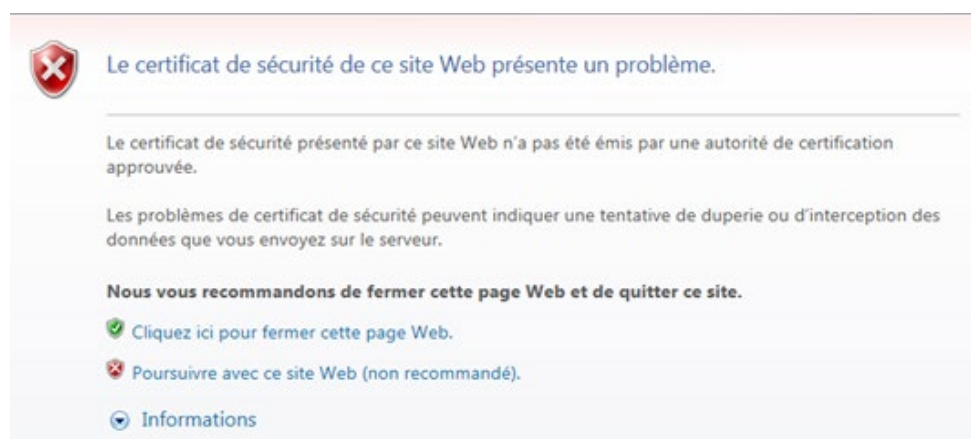 Le certificat de sécurité de ce site Web présente un problème.
Le certificat de sécurité présenté par ce site Web n'a pas été émis par une autorité de certification
approuvée.
Les problèmes de certificat de sécurité peuvent indiquer une tentative de duperie ou d'interception des
données que vous envoyez sur le serveur.
Nous vous recommandons de fermer cette page Web et de quitter ce site.
Cliquez ici pour fermer cette page Web.
Poursuivre avec ce site Web (non recommandé).
Informations